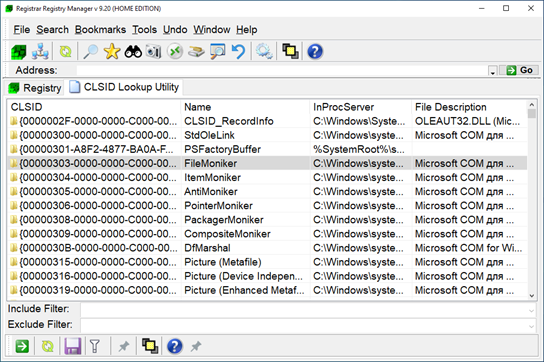 Registrar Registry Manager v 9.20 (HOME EDITION)
File Search Bookmarks Tools Undo Window Help
Address: Go
Registry CLSID Lookup Utility
CLSID Name InProcServer File Description
{0000002F-0000-0000-C000-00... CLSID_RecordInfo C:\Windows\Syste... OLEAUT32.DLL (Mic...
{00000300-0000-0000-C000-00... StdOleLink C:\Windows\syste... Microsoft COM для ...
{00000301-A8F2-4877-BA0A-F... PSFactoryBuffer %SystemRoot%\s...
{00000303-0000-0000-C000-00... FileMoniker C:\Windows\syste... Microsoft COM для ...
{00000304-0000-0000-C000-00... ItemMoniker C:\Windows\syste... Microsoft COM для ...
{00000305-0000-0000-C000-00... AntiMoniker C:\Windows\syste... Microsoft COM для ...
{00000306-0000-0000-C000-00... PointerMoniker C:\Windows\syste... Microsoft COM для ...
{00000308-0000-0000-C000-00... PackagerMoniker C:\Windows\syste... Microsoft COM для ...
{00000309-0000-0000-C000-00... CompositeMoniker C:\Windows\syste... Microsoft COM для ...
{0000030B-0000-0000-C000-00... DfMarshal C:\Windows\syste... Microsoft COM for Wi...
{00000315-0000-0000-C000-00... Picture (Metafile) C:\Windows\syste... Microsoft COM для ...
{00000316-0000-0000-C000-00... Picture (Device Indepen... C:\Windows\syste... Microsoft COM для ...
{00000319-0000-0000-C000-00... Picture (Enhanced Metaf... C:\Windows\syste... Microsoft COM для ...
Include Filter:
Exclude Filter: